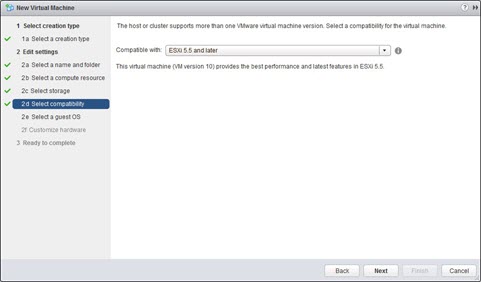 New Virtual Machine
1 Select creation type
1a Select a creation type
2 Edit settings
2a Select a name and folder
2b Select a compute resource
2c Select storage
2d Select compatibility
2e Select a guest OS
2f Customize hardware
3 Ready to complete
The host or cluster supports more than one VMware virtual machine version. Select a compatibility for the virtual machine.
Compatible with: ESXi 5.5 and later
This virtual machine (VM version 10) provides the best performance and latest features in ESXi 5.5.
Back Next Finish Cancel